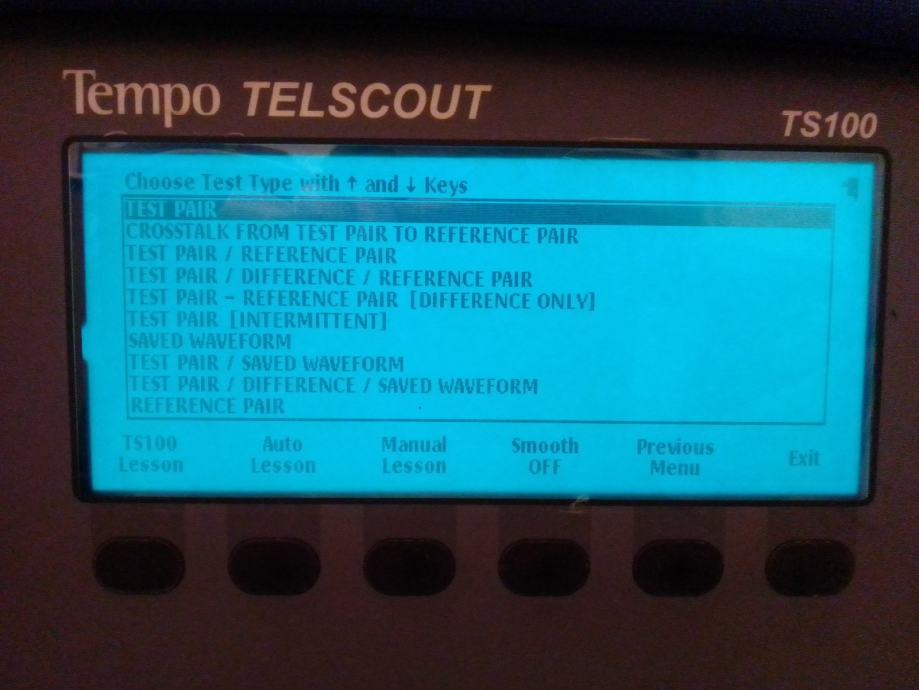 Tempo TELSCOUT
TS100
Choose Test Type with ↑ and ↓ Keys
TEST PAIR
CROSSTALK FROM TEST PAIR TO REFERENCE PAIR
TEST PAIR / REFERENCE PAIR
TEST PAIR / DIFFERENCE / REFERENCE PAIR
TEST PAIR - REFERENCE PAIR [DIFFERENCE ONLY]
TEST PAIR [INTERMITTENT]
SAVED WAVEFORM
TEST PAIR / SAVED WAVEFORM
TEST PAIR / DIFFERENCE / SAVED WAVEFORM
REFERENCE PAIR
TS100 Lesson
Auto Lesson
Manual Lesson
Smooth OFF
Previous Menu
Exit